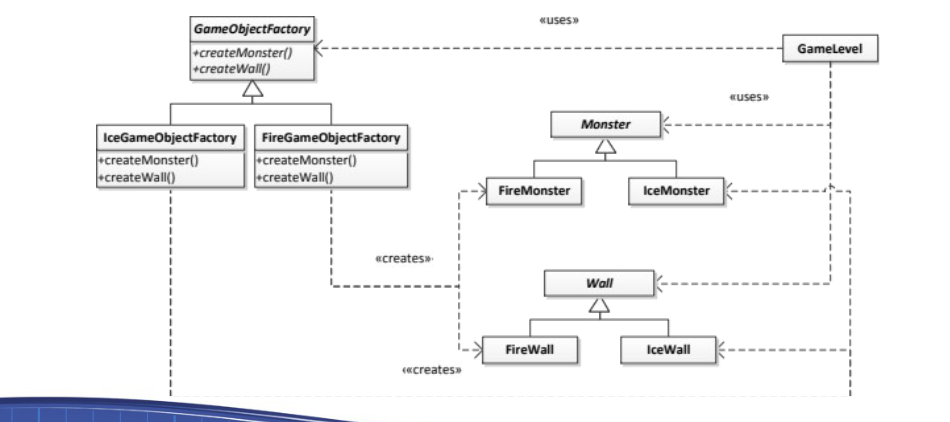 GameObjectFactory
+createMonster()
+createWall()
«uses»
GameLevel
«uses»
IceGameObjectFactory
+createMonster()
+createWall()
FireGameObjectFactory
+createMonster()
+createWall()
Monster
FireMonster
IceMonster
«creates»
Wall
FireWall
IceWall
«creates»